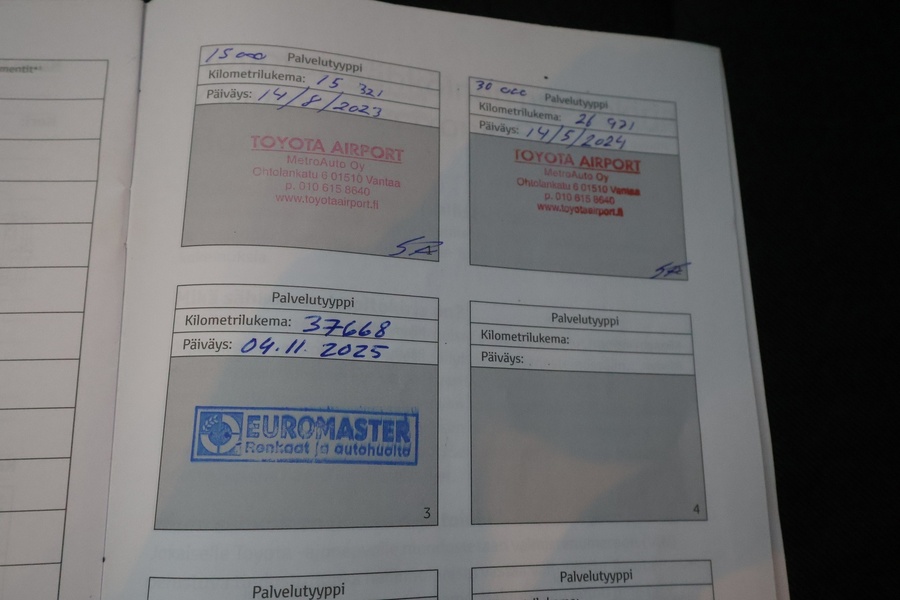 mentit*
15 000 Palvelutyyppi
Kilometrilukema: 15 321
Päiväys: 14/8/2023
TOYOTA AIRPORT
MetroAuto Oy
Ohtolankatu 6 01510 Vantaa
p. 010 615 8640
www.toyotaairport.fi
30 000 Palvelutyyppi
Kilometrilukema: 26 971
Päiväys: 14/5/2024
TOYOTA AIRPORT
MetroAuto Oy
Ohtolankatu 6 01510 Vantaa
p. 010 615 8640
www.toyotaairport.fi
Palvelutyyppi
Kilometrilukema: 37668
Päiväys: 04.11.2025
EUROMASTER
Renkaat ja autohuolto
3
Palvelutyyppi
Kilometrilukema:
Päiväys:
4
Palvelutyyppi
Palvelutyyppi